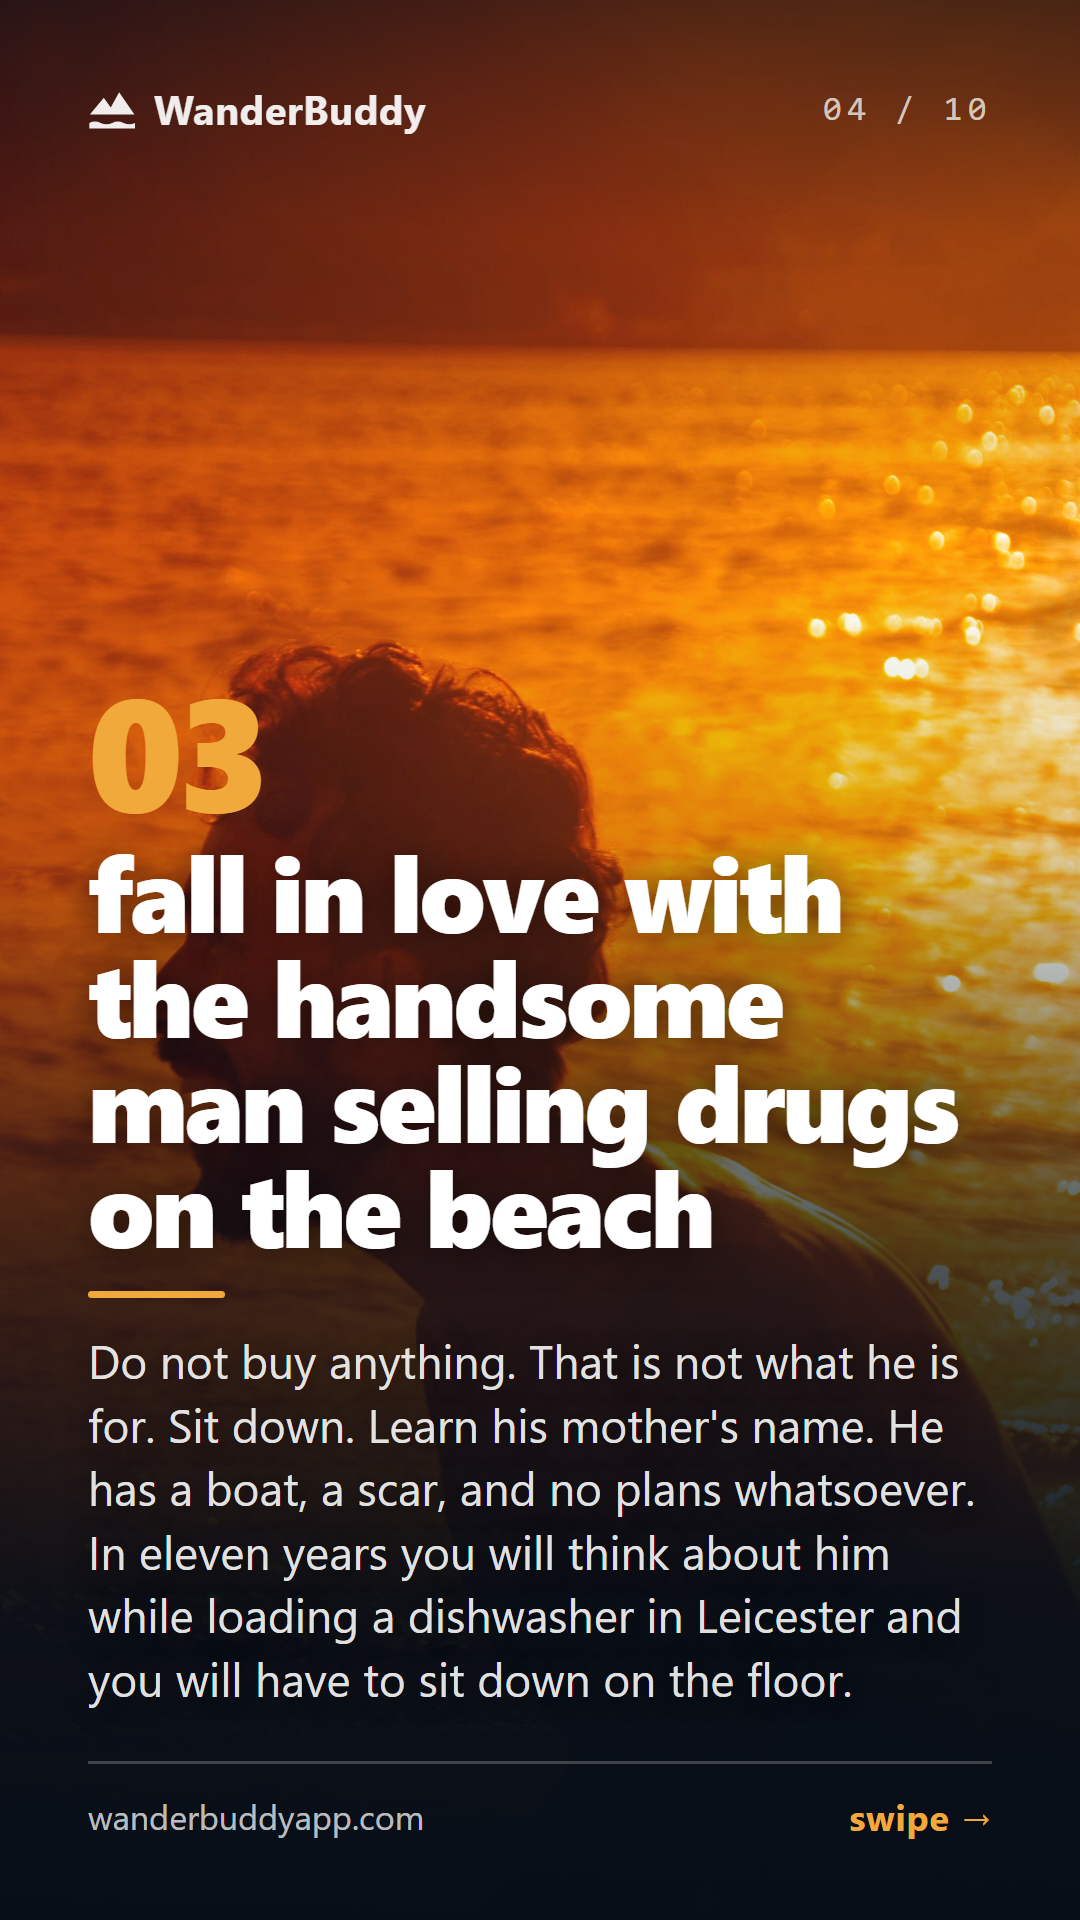 WanderBuddy
04 / 10
03
fall in love with
the handsome
man selling drugs
on the beach
Do not buy anything. That is not what he is
for. Sit down. Learn his mother's name. He
has a boat, a scar, and no plans whatsoever.
In eleven years you will think about him
while loading a dishwasher in Leicester and
you will have to sit down on the floor.
wanderbuddyapp.com
swipe →